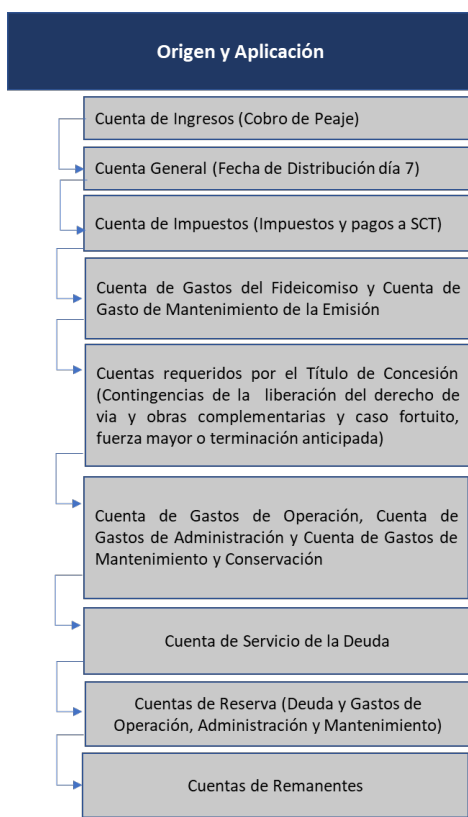 Origen y Aplicación
Cuenta de Ingresos (Cobro de Peaje)
Cuenta General (Fecha de Distribución día 7)
Cuenta de Impuestos (Impuestos y pagos a SCT)
Cuenta de Gastos del Fideicomiso y Cuenta de
Gasto de Mantenimiento de la Emisión
Cuentas requeridos por el Título de Concesión
(Contingencias de la liberación del derecho de
via y obras complementarias y caso fortuito,
fuerza mayor o terminación anticipada)
Cuenta de Gastos de Operación, Cuenta de
Gastos de Administración y Cuenta de Gastos de
Mantenimiento y Conservación
Cuenta de Servicio de la Deuda
Cuentas de Reserva (Deuda y Gastos de
Operación, Administración y Mantenimiento)
Cuentas de Remanentes